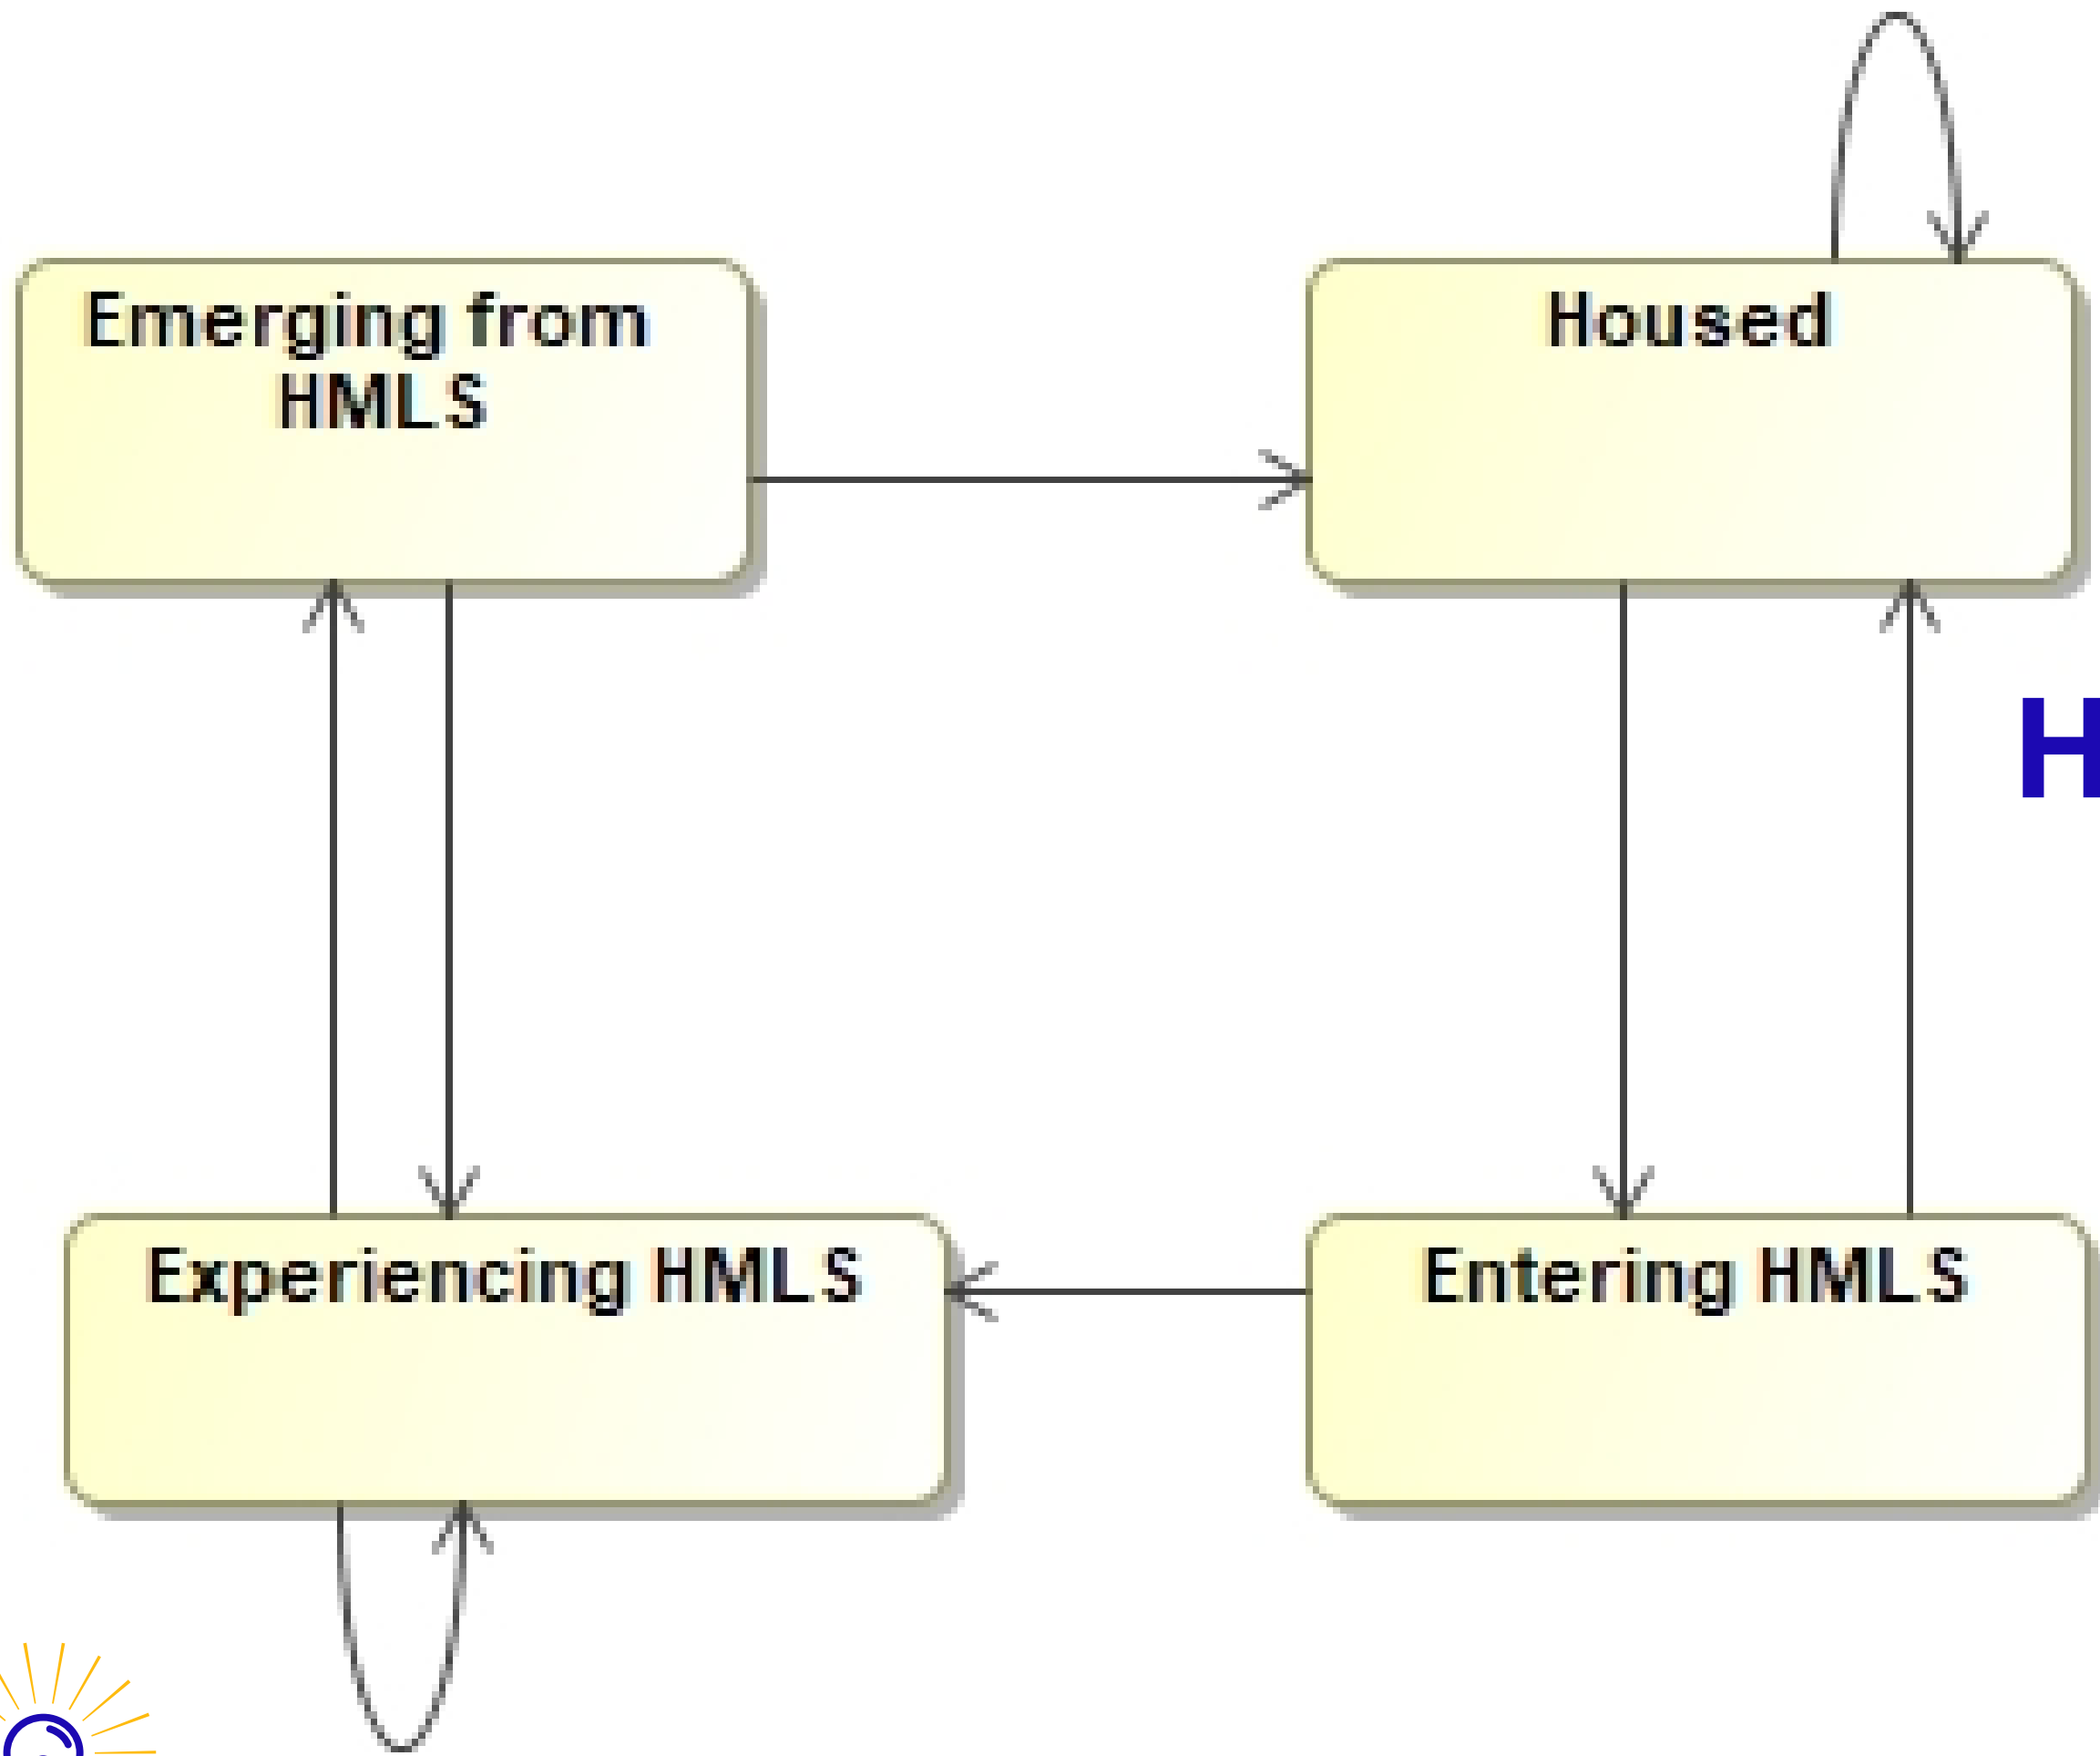 Emerging from
HMLS
Housed
H
Experiencing HMLS
Entering HMLS